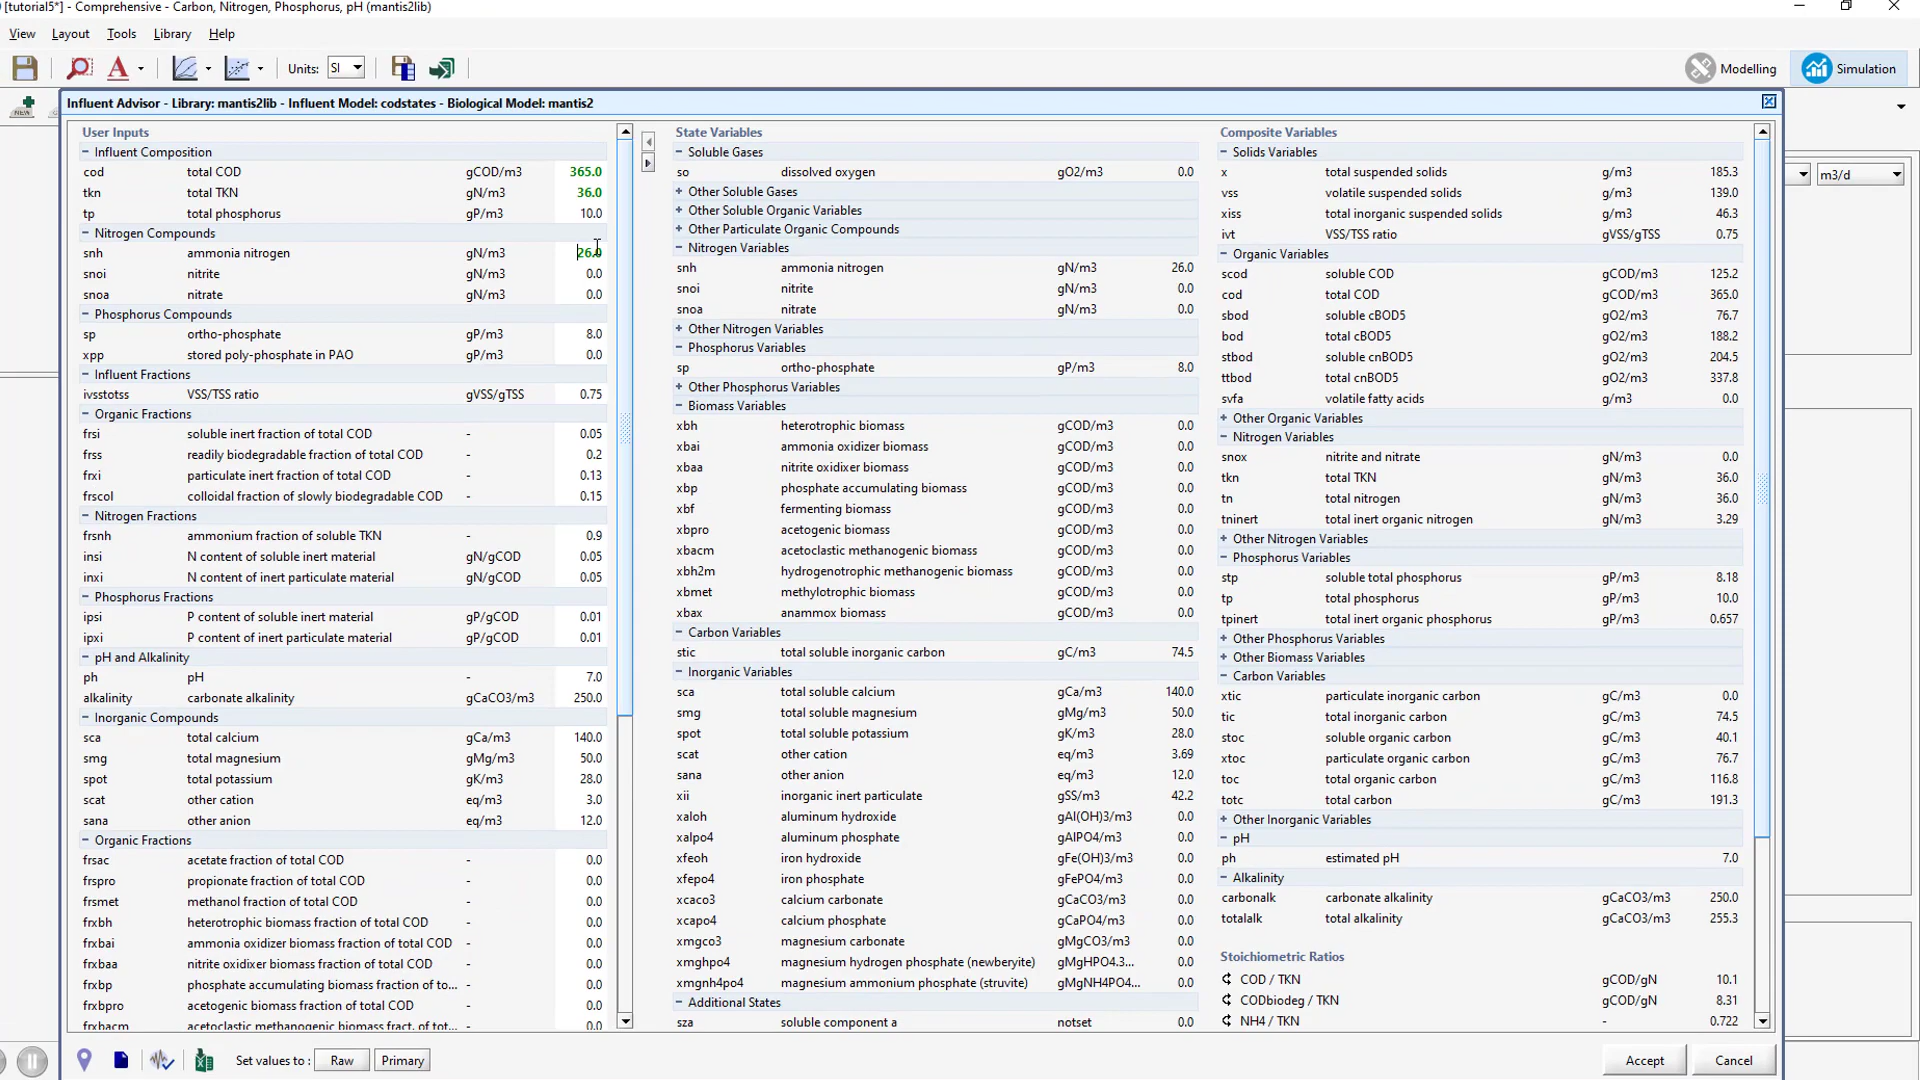 [tutorial5*] - Comprehensive - Carbon, Nitrogen, Phosphorus, pH (mantis2lib)
View Layout Tools Library Help
A Units: SI Modelling Simulation
NEW
Influent Advisor - Library: mantis2lib - Influent Model: codstates - Biological Model: mantis2
m3/d
User Inputs
Influent Composition
cod total COD gCOD/m3 365.0
tkn total TKN gN/m3 36.0
tp total phosphorus gP/m3 10.0
Nitrogen Compounds
snh ammonia nitrogen gN/m3 26.0
snoi nitrite gN/m3 0.0
snoa nitrate gN/m3 0.0
Phosphorus Compounds
sp ortho-phosphate gP/m3 8.0
xpp stored poly-phosphate in PAO gP/m3 0.0
Influent Fractions
ivsstotss VSS/TSS ratio gVSS/gTSS 0.75
Organic Fractions
frsi soluble inert fraction of total COD - 0.05
frss readily biodegradable fraction of total COD - 0.2
frxi particulate inert fraction of total COD - 0.13
frscol colloidal fraction of slowly biodegradable COD - 0.15
Nitrogen Fractions
frsnh ammonium fraction of soluble TKN - 0.9
insi N content of soluble inert material gN/gCOD 0.05
inxi N content of inert particulate material gN/gCOD 0.05
Phosphorus Fractions
ipsi P content of soluble inert material gP/gCOD 0.01
ipxi P content of inert particulate material gP/gCOD 0.01
pH and Alkalinity
ph pH - 7.0
alkalinity carbonate alkalinity gCaCO3/m3 250.0
Inorganic Compounds
sca total calcium gCa/m3 140.0
smg total magnesium gMg/m3 50.0
spot total potassium gK/m3 28.0
scat other cation eq/m3 3.0
sana other anion eq/m3 12.0
Organic Fractions
frsac acetate fraction of total COD - 0.0
frspro propionate fraction of total COD - 0.0
frsmet methanol fraction of total COD - 0.0
frxbh heterotrophic biomass fraction of total COD - 0.0
frxbai ammonia oxidizer biomass fraction of total COD - 0.0
frxbaa nitrite oxidixer biomass fraction of total COD - 0.0
frxbp phosphate accumulating biomass fraction of to... - 0.0
frxbpro acetogenic biomass fraction of total COD - 0.0
frxbacm acetoclastic methanogenic biomass fract. of tot... - 0.0
State Variables
Soluble Gases
so dissolved oxygen gO2/m3 0.0
Other Soluble Gases
Other Soluble Organic Variables
Other Particulate Organic Compounds
Nitrogen Variables
snh ammonia nitrogen gN/m3 26.0
snoi nitrite gN/m3 0.0
snoa nitrate gN/m3 0.0
Other Nitrogen Variables
Phosphorus Variables
sp ortho-phosphate gP/m3 8.0
Other Phosphorus Variables
Biomass Variables
xbh heterotrophic biomass gCOD/m3 0.0
xbai ammonia oxidizer biomass gCOD/m3 0.0
xbaa nitrite oxidixer biomass gCOD/m3 0.0
xbp phosphate accumulating biomass gCOD/m3 0.0
xbf fermenting biomass gCOD/m3 0.0
xbpro acetogenic biomass gCOD/m3 0.0
xbacm acetoclastic methanogenic biomass gCOD/m3 0.0
xbh2m hydrogenotrophic methanogenic biomass gCOD/m3 0.0
xbmet methylotrophic biomass gCOD/m3 0.0
xbax anammox biomass gCOD/m3 0.0
Carbon Variables
stic total soluble inorganic carbon gC/m3 74.5
Inorganic Variables
sca total soluble calcium gCa/m3 140.0
smg total soluble magnesium gMg/m3 50.0
spot total soluble potassium gK/m3 28.0
scat other cation eq/m3 3.69
sana other anion eq/m3 12.0
xii inorganic inert particulate gSS/m3 42.2
xaloh aluminum hydroxide gAl(OH)3/m3 0.0
xalpo4 aluminum phosphate gAlPO4/m3 0.0
xfeoh iron hydroxide gFe(OH)3/m3 0.0
xfepo4 iron phosphate gFePO4/m3 0.0
xcaco3 calcium carbonate gCaCO3/m3 0.0
xcapo4 calcium phosphate gCaPO4/m3 0.0
xmgco3 magnesium carbonate gMgCO3/m3 0.0
xmghpo4 magnesium hydrogen phosphate (newberyite) gMgHPO4.3... 0.0
xmgnh4po4 magnesium ammonium phosphate (struvite) gMgNH4PO4... 0.0
Additional States
sza soluble component a notset 0.0
Composite Variables
Solids Variables
x total suspended solids g/m3 185.3
vss volatile suspended solids g/m3 139.0
xiss total inorganic suspended solids g/m3 46.3
ivt VSS/TSS ratio gVSS/gTSS 0.75
Organic Variables
scod soluble COD gCOD/m3 125.2
cod total COD gCOD/m3 365.0
sbod soluble cBOD5 gO2/m3 76.7
bod total cBOD5 gO2/m3 188.2
stbod soluble cnBOD5 gO2/m3 204.5
ttbod total cnBOD5 gO2/m3 337.8
svfa volatile fatty acids g/m3 0.0
Other Organic Variables
Nitrogen Variables
snox nitrite and nitrate gN/m3 0.0
tkn total TKN gN/m3 36.0
tn total nitrogen gN/m3 36.0
tninert total inert organic nitrogen gN/m3 3.29
Other Nitrogen Variables
Phosphorus Variables
stp soluble total phosphorus gP/m3 8.18
tp total phosphorus gP/m3 10.0
tpinert total inert organic phosphorus gP/m3 0.657
Other Phosphorus Variables
Other Biomass Variables
Carbon Variables
xtic particulate inorganic carbon gC/m3 0.0
tic total inorganic carbon gC/m3 74.5
stoc soluble organic carbon gC/m3 40.1
xtoc particulate organic carbon gC/m3 76.7
toc total organic carbon gC/m3 116.8
totc total carbon gC/m3 191.3
Other Inorganic Variables
pH
ph estimated pH 7.0
Alkalinity
carbonalk carbonate alkalinity gCaCO3/m3 250.0
totalalk total alkalinity gCaCO3/m3 255.3
Stoichiometric Ratios
COD / TKN gCOD/gN 10.1
CODbiodeg / TKN gCOD/gN 8.31
NH4 / TKN - 0.722
Set values to : Raw Primary Accept Cancel